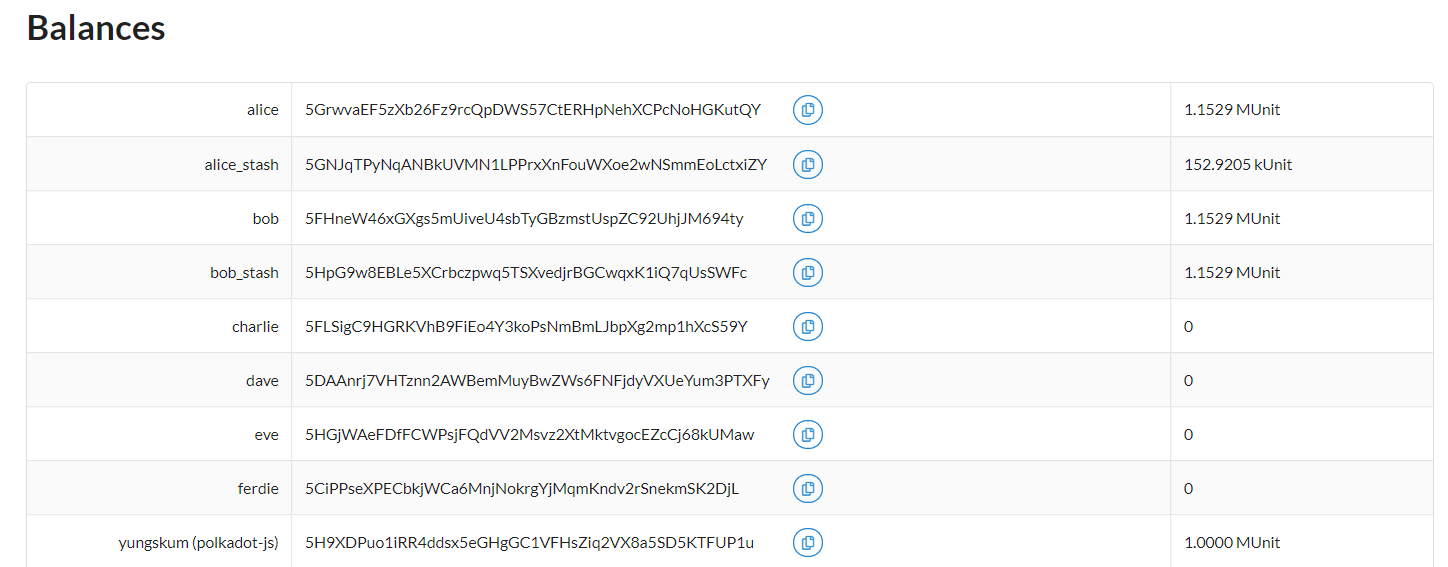 Balances
alice 5GrwvaEF5zXb26Fz9rcQpDWS57CtERHpNehXCPcNoHGKutQY 1.1529 MUnit
alice_stash 5GNJqTPyNqANBkUVMN1LPPrxXnFouWXoe2wNSmmEoLctxiZY 152.9205 kUnit
bob 5FHneW46xGXgs5mUiveU4sbTyGBzmstUspZC92UhjJM694ty 1.1529 MUnit
bob_stash 5HpG9w8EBLe5XCrbczpwq5TSXvedjrBGCwqxK1iQ7qUsSWFc 1.1529 MUnit
charlie 5FLSigC9HGRKVhB9FiEo4Y3koPsNmBmLJbpXg2mp1hXcS59Y 0
dave 5DAAnrj7VHTznn2AWBemMuyBwZWs6FNFjdyVXUeYum3PTXFy 0
eve 5HGjWAeFDfFCWPsjFQdVV2Msvz2XtMktvgocEZcCj68kUMaw 0
ferdie 5CiPPseXPECbkjWCa6MnjNokrgYjMqmKndv2rSnekmSK2DjL 0
yungskum (polkadot-js) 5H9XDPuo1iRR4ddsx5eGHgGC1VFHsZiq2VX8a5SD5KTFUP1u 1.0000 MUnit